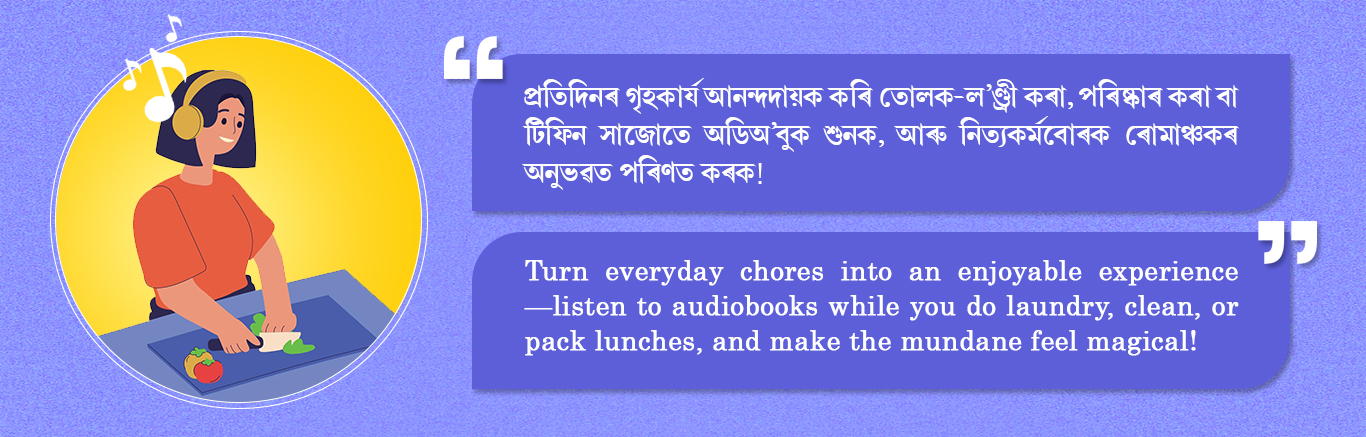 প্ৰতিদিনৰ গৃহকাৰ্য আনন্দদায়ক কৰি তোলক-ল’ণ্ড্ৰী কৰা, পৰিষ্কাৰ কৰা বা
টিফিন সাজোতে অডিঅ’বুক শুনক, আৰু নিত্যকৰ্মবোৰক ৰোমাঞ্চকৰ
অনুভৱত পৰিণত কৰক!
Turn everyday chores into an enjoyable experience
—listen to audiobooks while you do laundry, clean, or
pack lunches, and make the mundane feel magical!